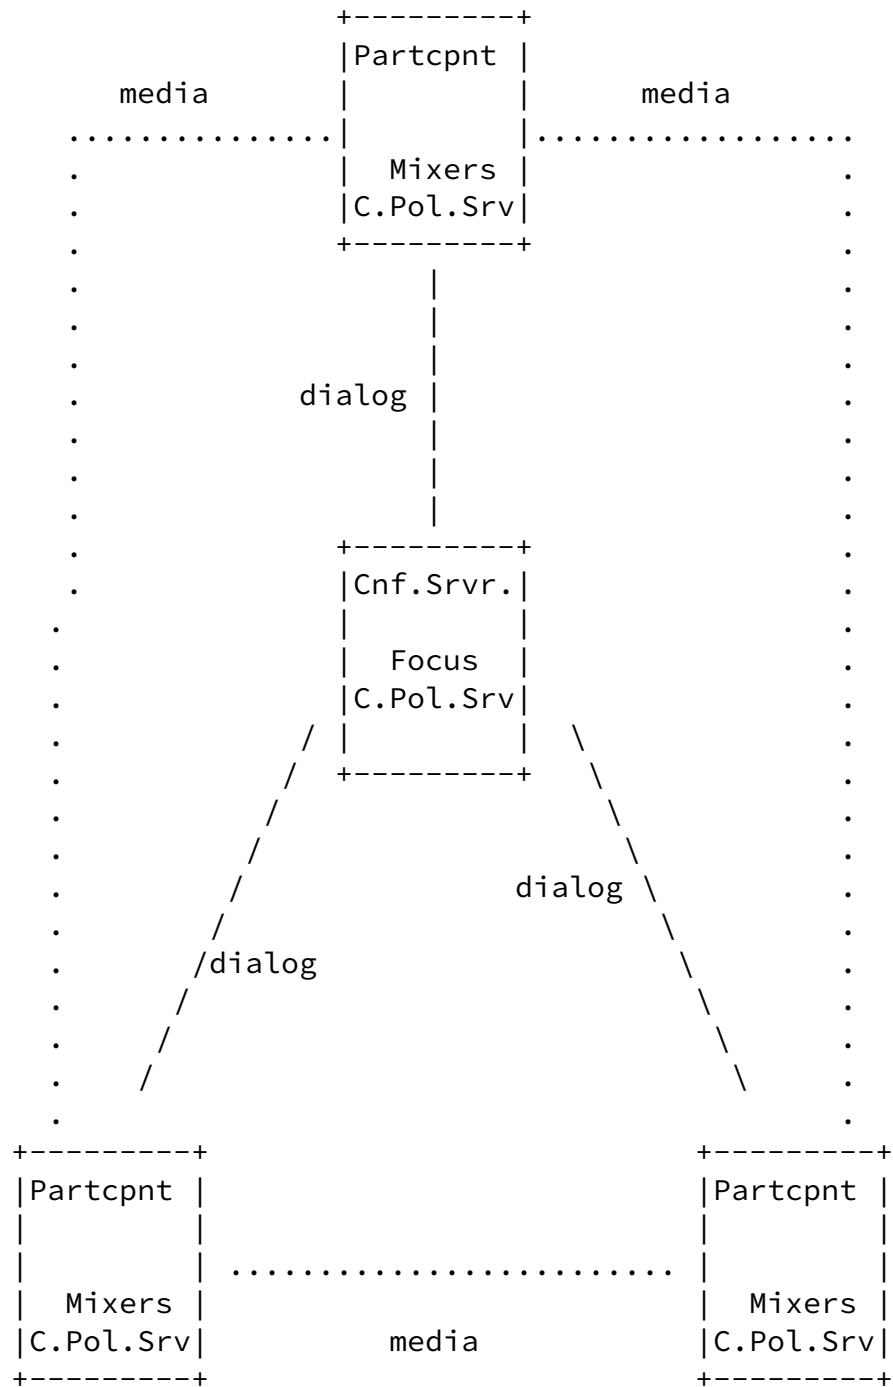 Partcpnt
media media
Mixers
C.Pol.Srv
dialog
Cnf.Srvr.
Focus
C.Pol.Srv
dialog
dialog
Partcpnt Partcpnt
Mixers Mixers
C.Pol.Srv media C.Pol.Srv